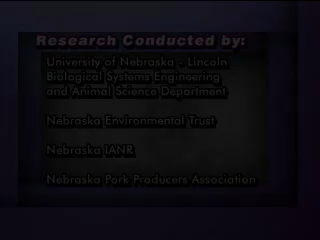 Research Conducted by:
University of Nebraska - Lincoln
Biological Systems Engineering
and Animal Science Department
Nebraska Environmental Trust
Nebraska IANR
Nebraska Pork Producers Association